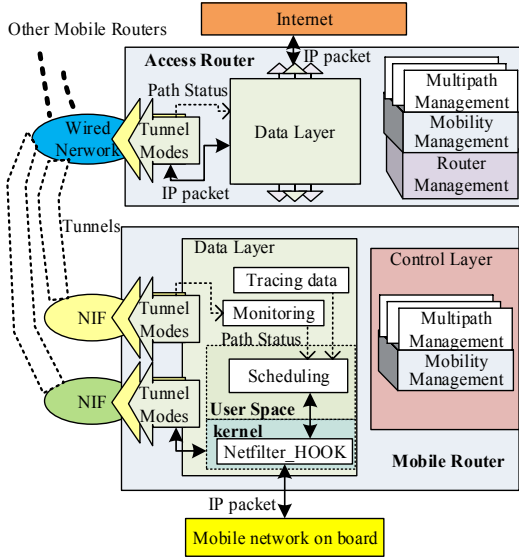 Internet
Other Mobile Routers
Access Router
IP packet
Path Status
Multipath
Management
Mobility
Management
Router
Management
Wired
Nerwork
Tunnel
Modes
Data Layer
IP packet
Tunnels
Data Layer
Control Layer
Tracing data
NIF
Tunnel
Modes
Monitoring
Path Status
Multipath
Management
Mobility
Management
Scheduling
NIF
Tunnel
Modes
User Space
kernel
Netfilter_HOOK
Mobile Router
IP packet
Mobile network on board